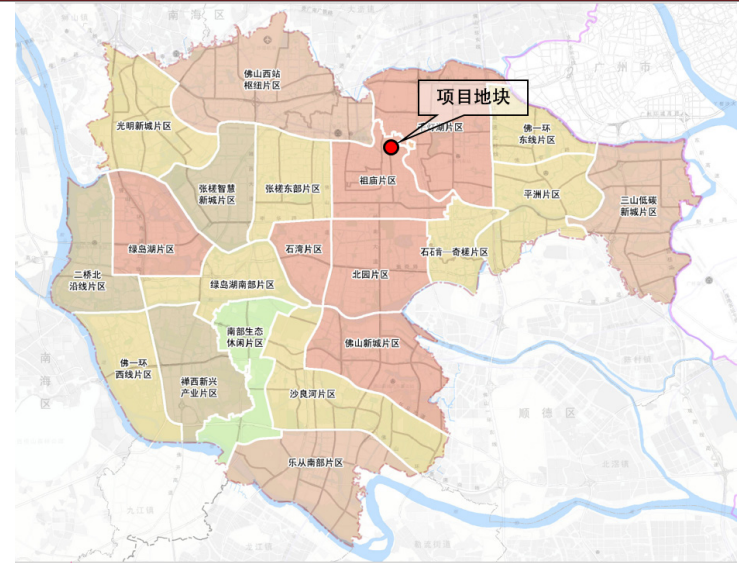 南海区
广州市
佛山西站
枢纽片区
项目地块
光明新城片区
佛一环
东线片区
张槎智慧
新城片区
张槎东部片区
祖庙片区
平洲片区
三山低碳
新城片区
绿岛湖片区
石湾片区
奇槎片区
二桥北
沿线片区
绿岛湖南部片区
北园片区
南部生态
休闲片区
佛山新城片区
南海区
佛一环
西线片区
禅西新兴
产业片区
沙良河片区
顺德区
乐从南部片区
九江镇